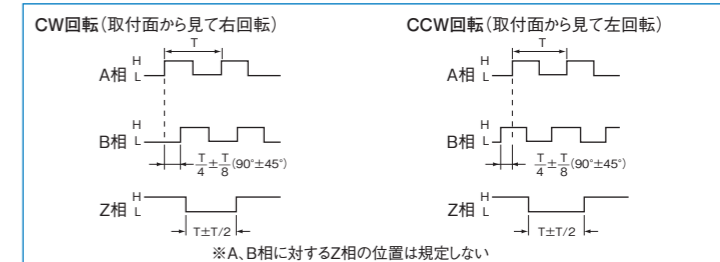 CW回転(取付面から見て右回転)
T
A相 H L
B相 H L
T/4±T/8(90°±45°)
Z相 H L
T±T/2
CCW回転(取付面から見て左回転)
T
A相 H L
B相 H L
T/4±T/8(90°±45°)
Z相 H L
T±T/2
※A、B相に対するZ相の位置は規定しない